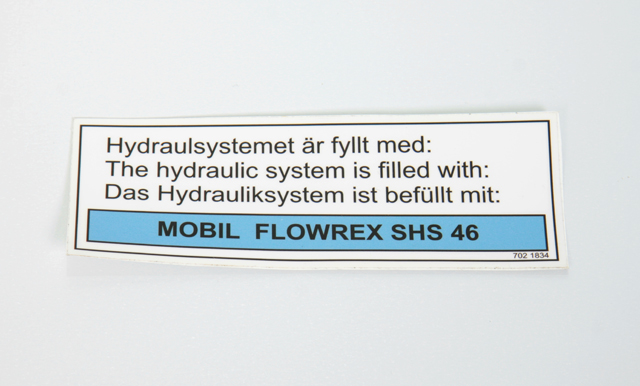 Hydraulsystemet är fyllt med:
The hydraulic system is filled with:
Das Hydrauliksystem ist befüllt mit:
MOBIL FLOWREX SHS 46
702 1834